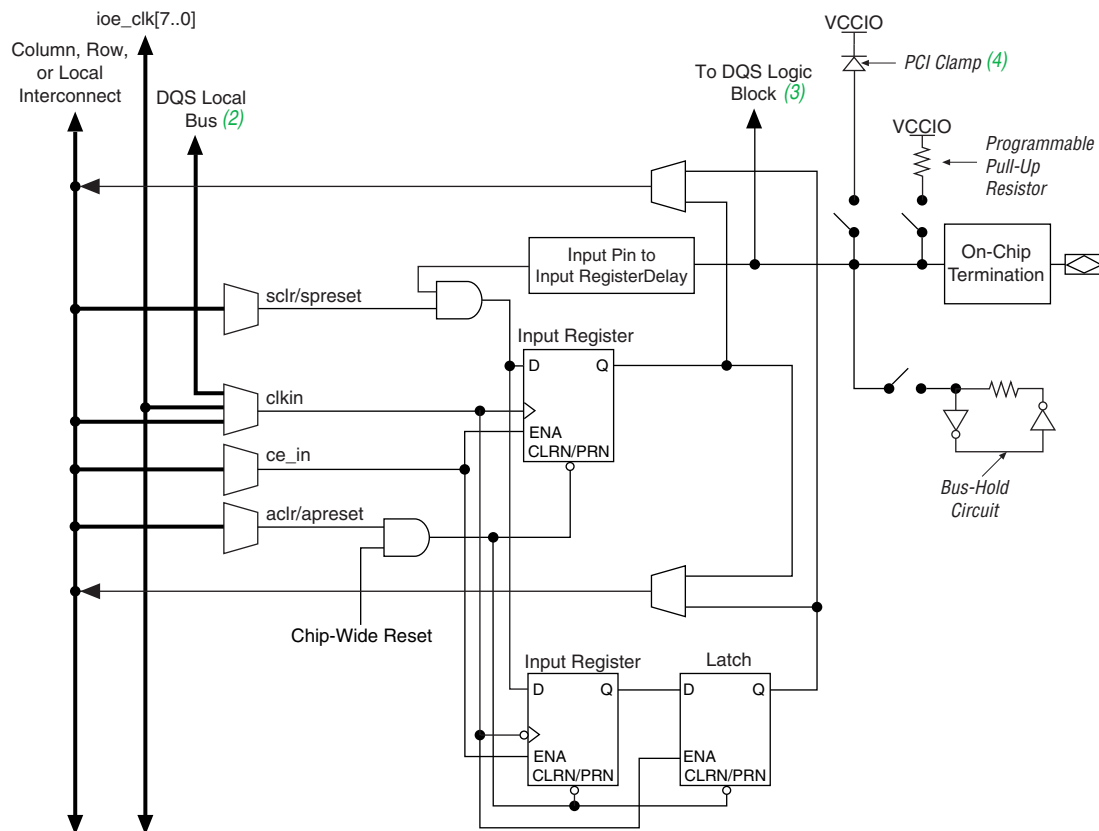 ioe_clk[7..0]
Column, Row,
or Local
Interconnect
DQS Local
Bus (2)
To DQS Logic
Block (3)
VCCIO
PCI Clamp (4)
VCCIO
Programmable
Pull-Up
Resistor
Input Pin to
Input RegisterDelay
On-Chip
Termination
sclr/spreset
Input Register
D
Q
clkin
ENA
CLRN/PRN
ce_in
aclr/apreset
Bus-Hold
Circuit
Chip-Wide Reset
Input Register
Latch
D
Q
D
Q
ENA
CLRN/PRN
ENA
CLRN/PRN